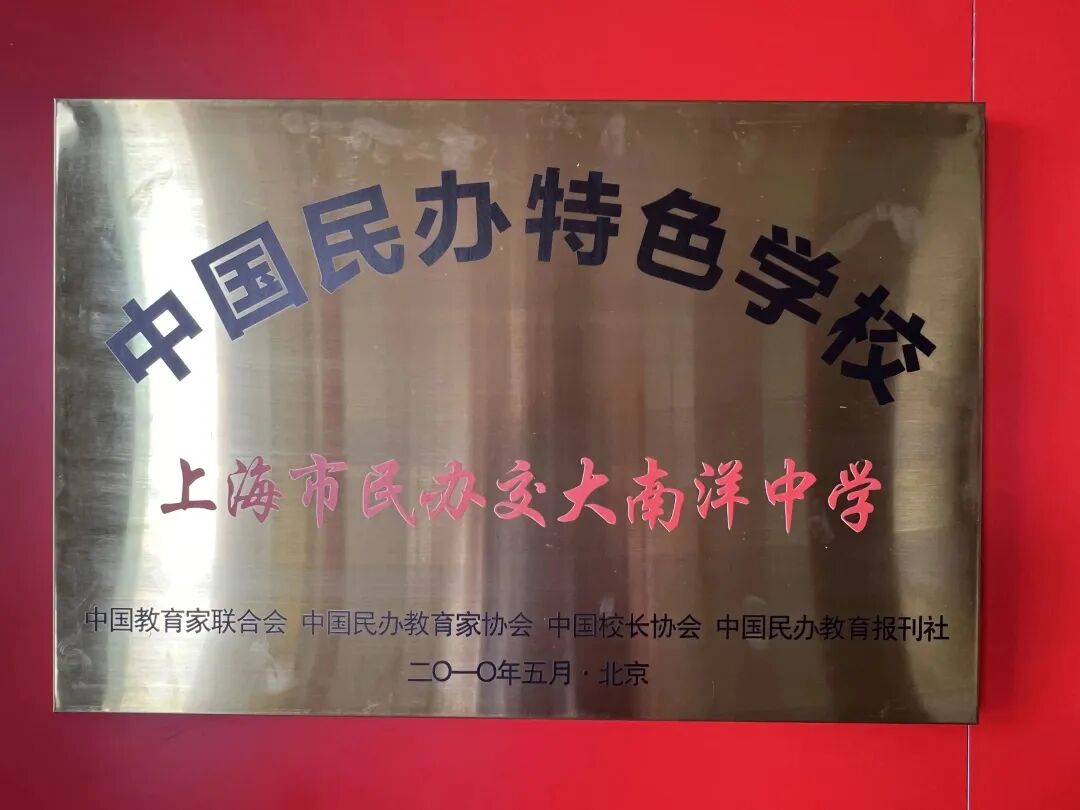 中国民办特色学校
上海市民办交大南洋中学
中国教育家联合会 中国民办教育家协会 中国校长协会 中国民办教育报刊社
二〇一〇年五月·北京